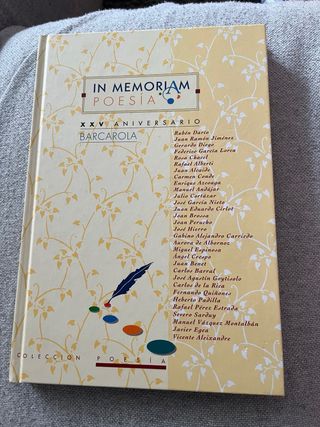 IN MEMORIAM
POESÍA
XXV ANIVERSARIO
BARCAROLA
Rubén Darío
Juan Ramón Jiménez
Gerardo Diego
Federico García Lorca
Rosa Chacel
Rafael Alberti
Juan Alcaide
Carmen Conde
Enrique Azcoaga
Manuel Andújar
Julio Cortázar
José García Nieto
Juan Eduardo Cirlot
Joan Brossa
Joan Perucho
José Hierro
Gabino Alejandro Carriedo
Aurora de Albornoz
Miguel Espinosa
Ángel Crespo
Juan Benet
Carlos Barral
José Agustín Goytisolo
Carlos de la Rica
Fernando Quiñones
Heberto Padilla
Rafael Pérez Estrada
Severo Sarduy
Manuel Vázquez Montalbán
Javier Egea
Vicente Aleixandre
COLECCIÓN POESÍA